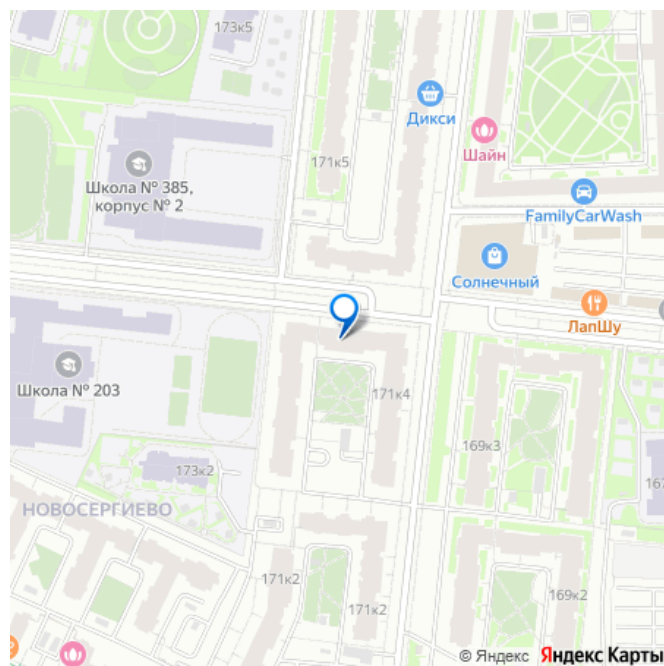 173к5
Дикси
Шайн
171к5
Школа № 385,
корпус № 2
FamilyCarWash
Солнечный
ЛапШу
Школа № 203
171к4
169к3
173к2
167
НОВОСЕРГИЕВО
171к2
171к2
169к2
© Яндекс Яндекс Карты